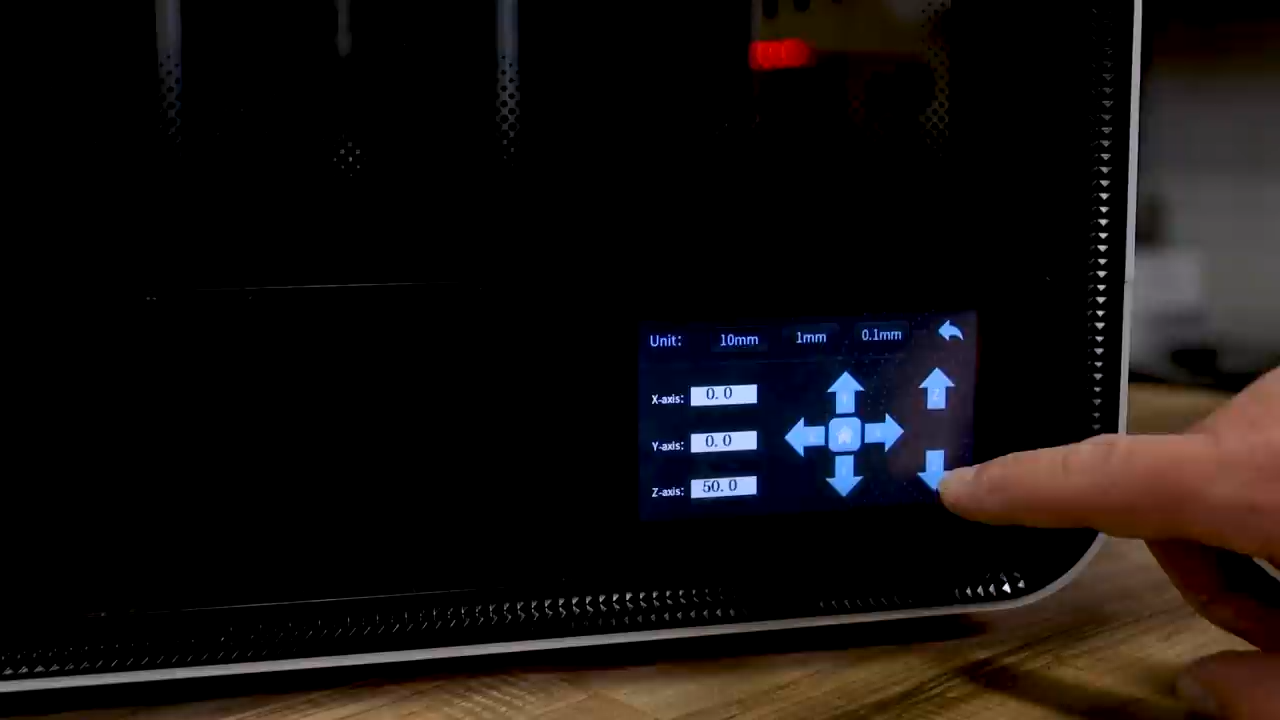 Unit: 10mm 1mm 0.1mm
X-axis: 0.0
Y-axis: 0.0
Z-axis: 50.0
Z